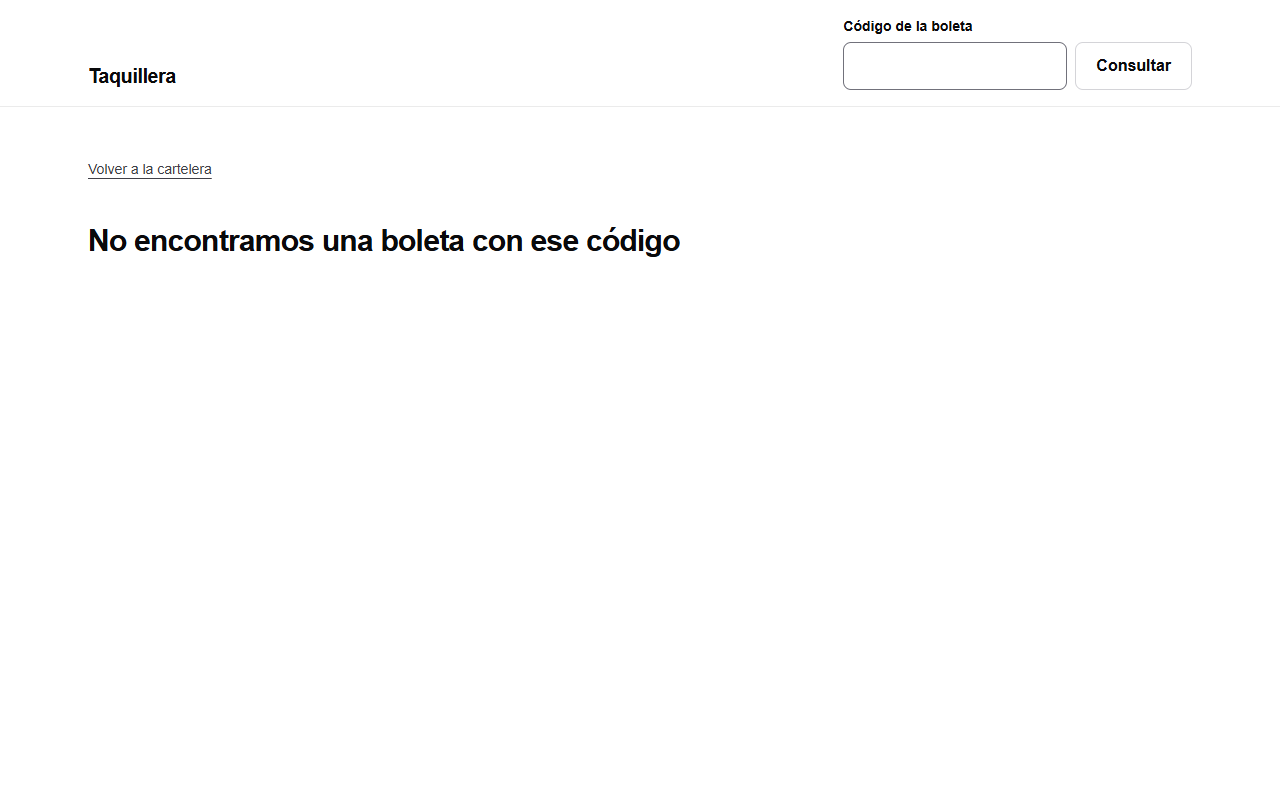 Código de la boleta
Taquillera
Consultar
Volver a la cartelera
No encontramos una boleta con ese código